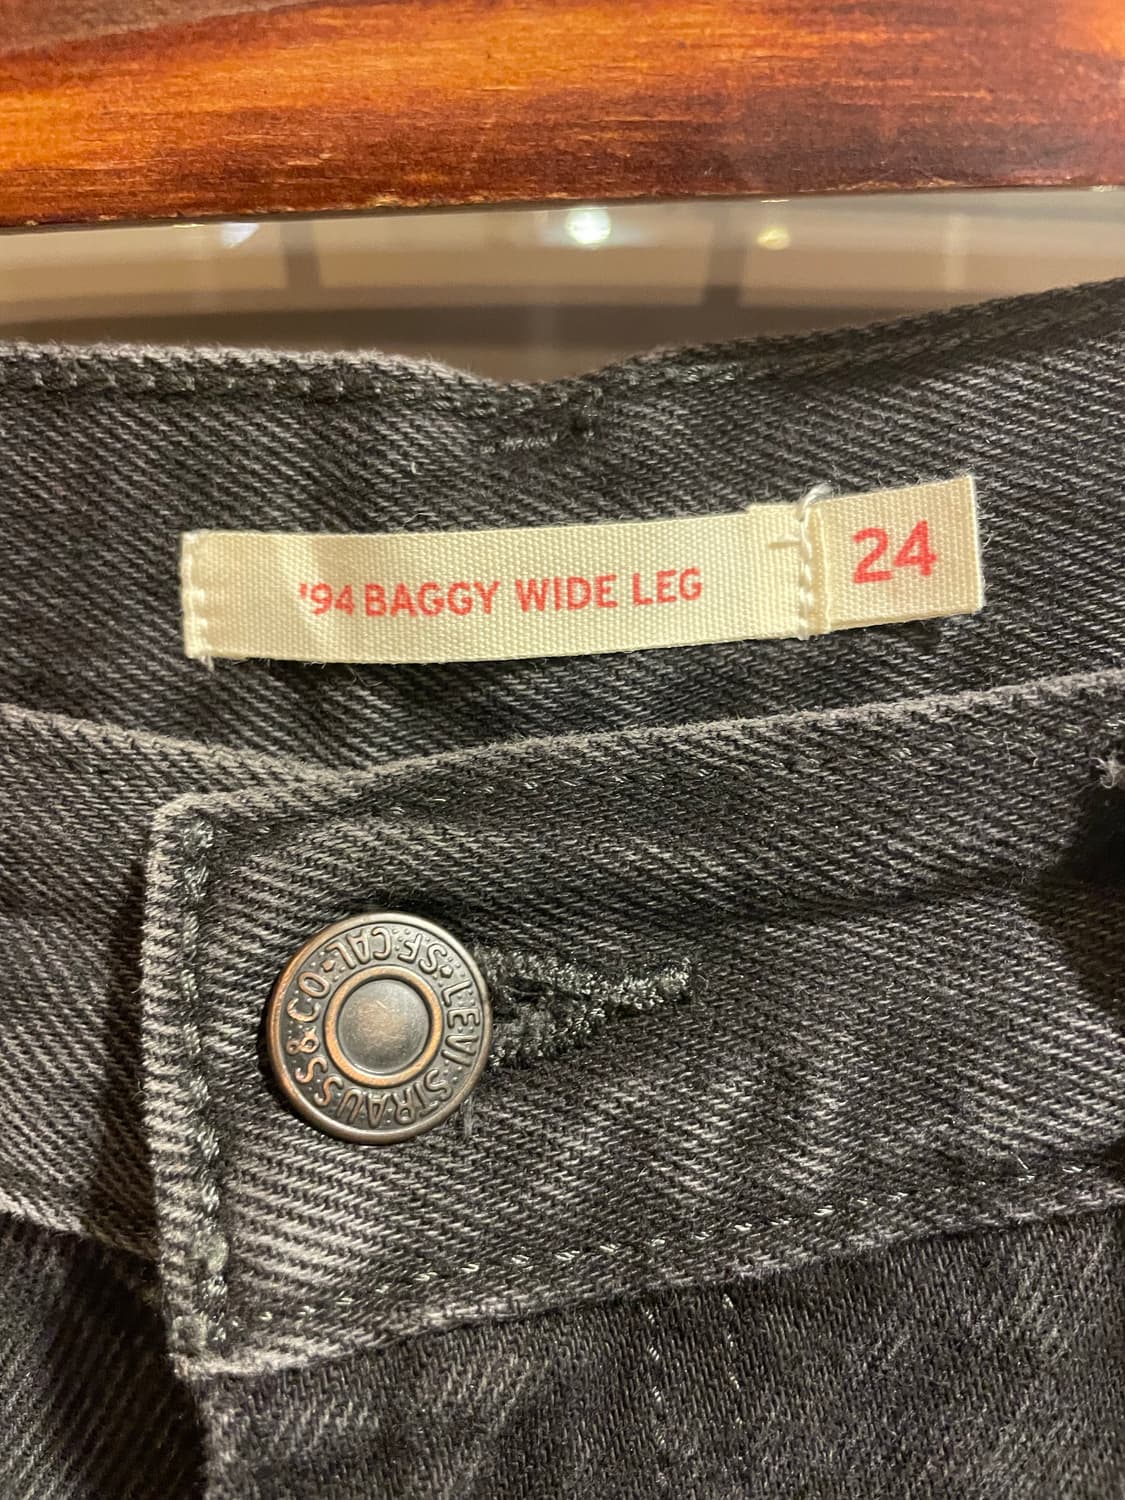 '94 BAGGY WIDE LEG
24
LEVI STRAUSS & CO. · S.F. CAL ·